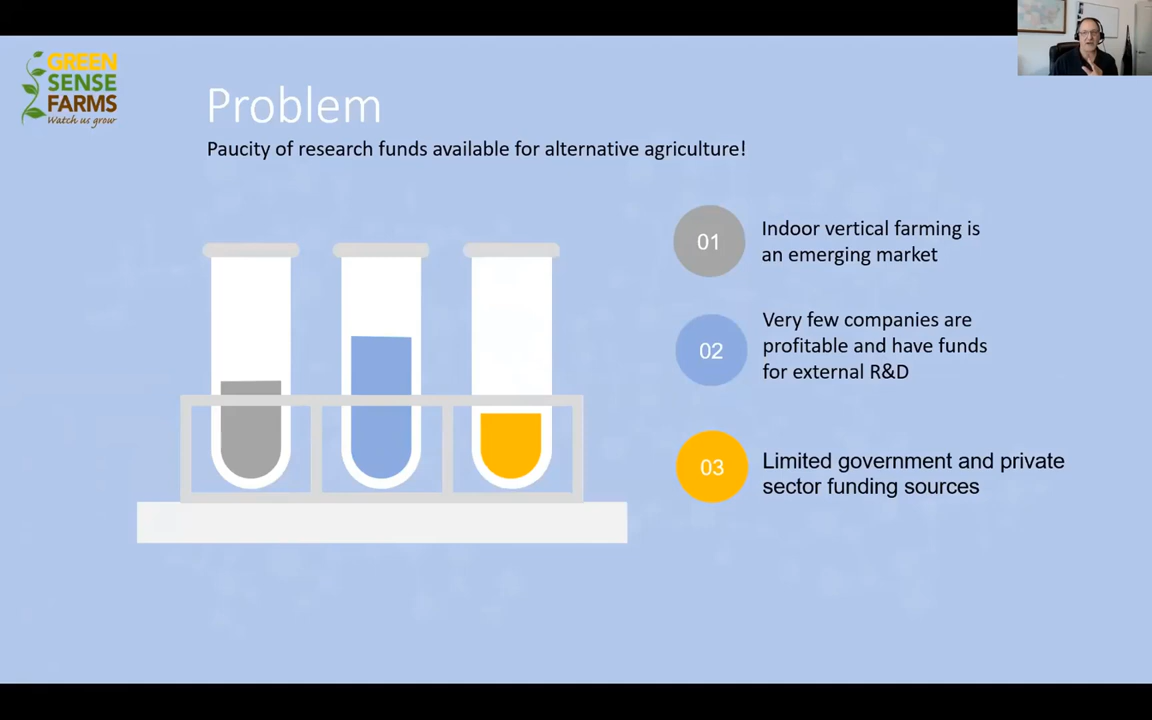 GREEN
SENSE
FARMS
Watch us grow
Problem
Paucity of research funds available for alternative agriculture!
01
Indoor vertical farming is
an emerging market
02
Very few companies are
profitable and have funds
for external R&D
03
Limited government and private
sector funding sources